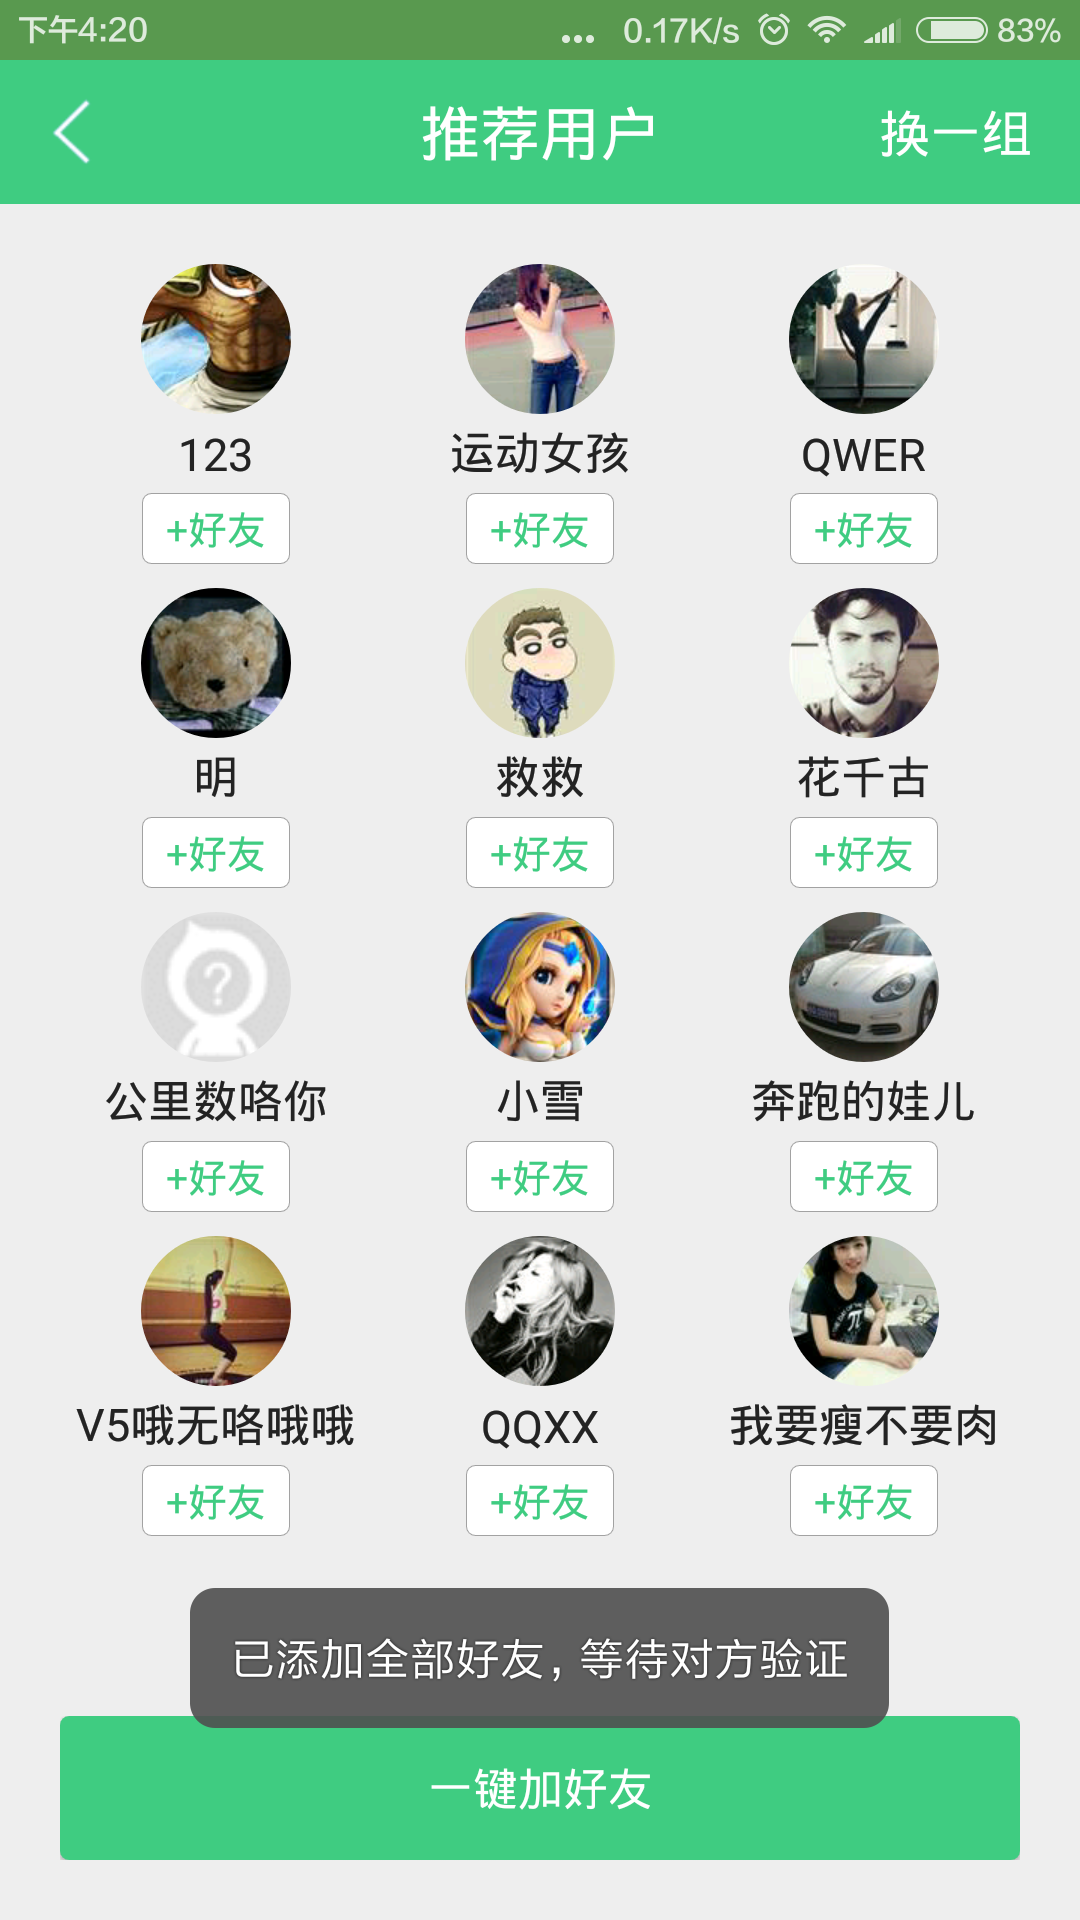 下午4:20 ... 0.17K/s 83%
推荐用户 换一组
123 运动女孩 QWER
+好友 +好友 +好友
明 救救 花千古
+好友 +好友 +好友
?
公里数咯你 小雪 奔跑的娃儿
+好友 +好友 +好友
V5哦无咯哦哦 QQXX 我要瘦不要肉
+好友 +好友 +好友
已添加全部好友，等待对方验证
一键加好友